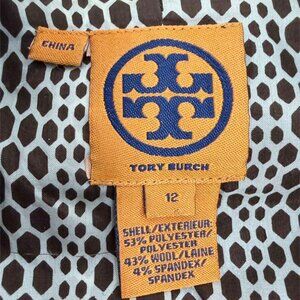 CHINA
TORY BURCH
12
SHELL/EXTERIEUR:
53% POLYESTER/
POLYESTER
43% WOOL/LAINE
4% SPANDEX/
SPANDEX